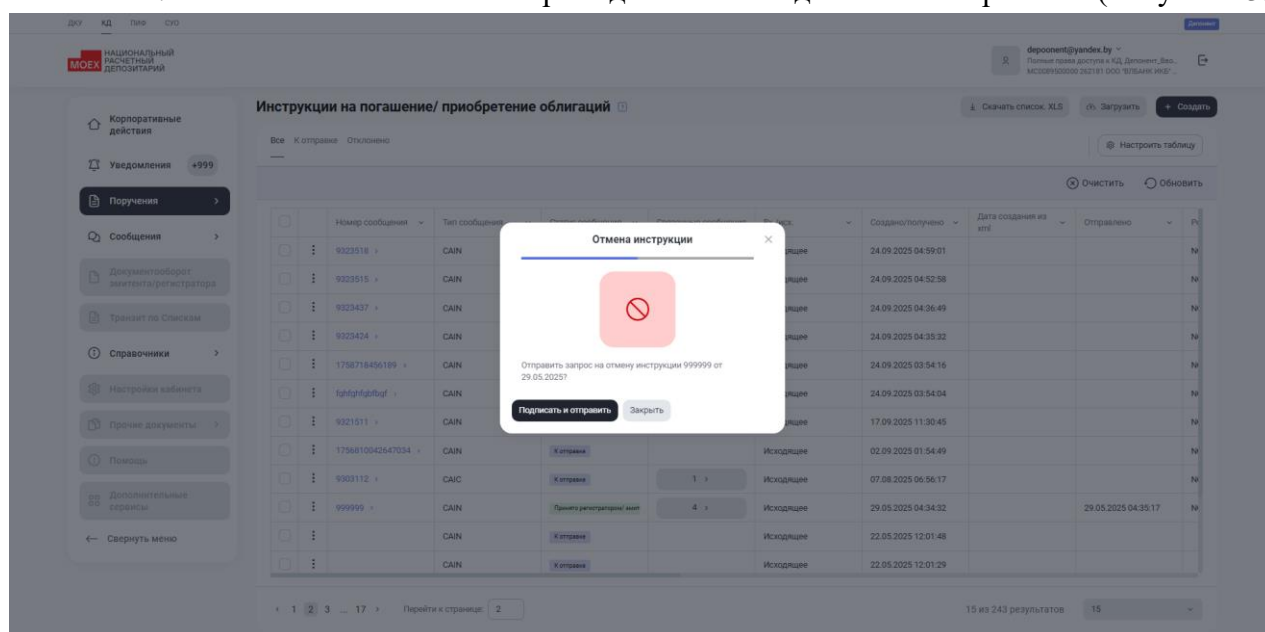 ДКУ КД ПИФ СУО
Депонент
MOEX НАЦИОНАЛЬНЫЙ
РАСЧЕТНЫЙ
ДЕПОЗИТАРИЙ
depoonent@yandex.by
Полные права доступа к КД, Депонент_Вво...
Корпоративные
действия
Уведомления +999
Поручения
Сообщения
Документооборот
эмитента/регистратора
Транзит по Спискам
Справочники
Настройки кабинета
Прочие документы
Помощь
Дополнительные
сервисы
Свернуть меню
Инструкции на погашение/ приобретение облигаций
Скачать список. XLS Загрузить + Создать
Все К отправке Отклонено
Настроить таблицу
Очистить Обновить
Номер сообщения Тип сообщения Создано/получено Дата создания из xml Отправлено
9323518 CAIN 24.09.2025 04:59:01
9323515 CAIN 24.09.2025 04:52:58
9323437 CAIN 24.09.2025 04:36:49
9323424 CAIN 24.09.2025 04:35:32
1758718456189 CAIN 24.09.2025 03:54:16
CAIN 24.09.2025 03:54:04
9321511 CAIN 17.09.2025 11:30:45
1756810042647034 CAIN К отправке Исходящее 02.09.2025 01:54:49
9303112 CAIC К отправке 1 Исходящее 07.08.2025 06:56:17
999999 CAIN Принято регистратором/ эмит 4 Исходящее 29.05.2025 04:34:32 29.05.2025 04:35:17
CAIN К отправке Исходящее 22.05.2025 12:01:48
CAIN К отправке Исходящее 22.05.2025 12:01:29
Отмена инструкции
Отправить запрос на отмену инструкции 999999 от
29.05.2025?
Подписать и отправить Закрыть
1 2 3 ... 17 Перейти к странице: 2
15 из 243 результатов 15